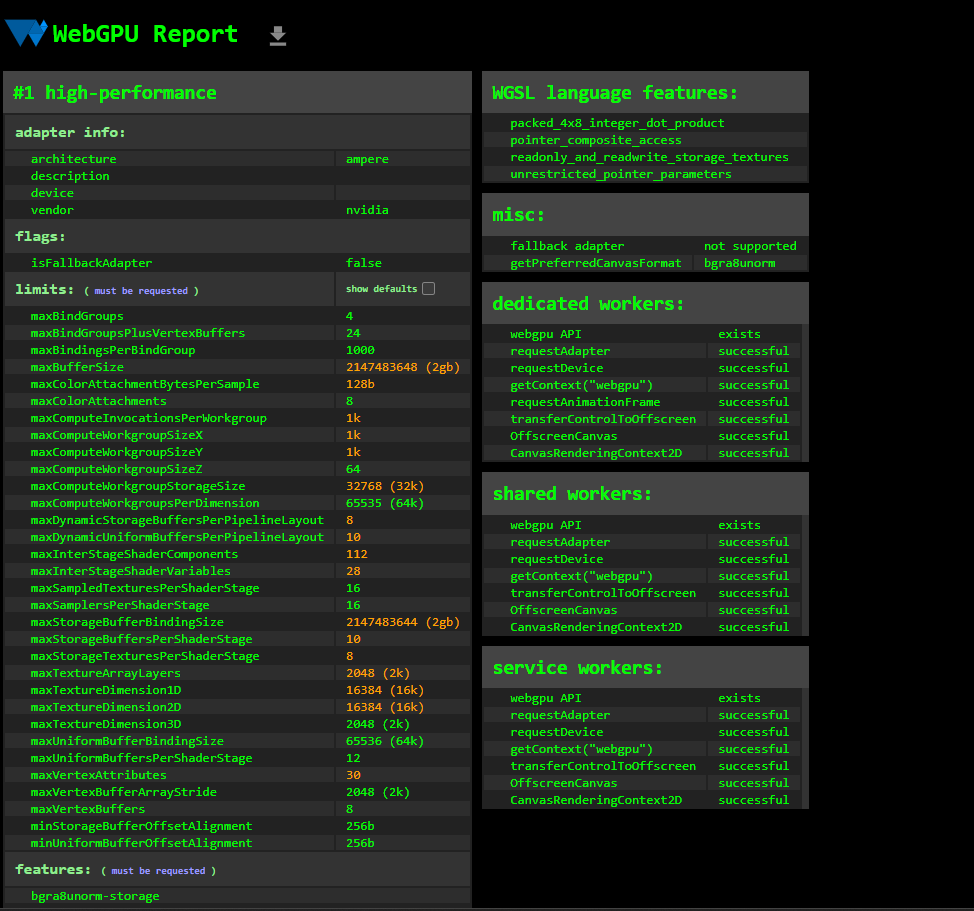 WebGPU Report
#1 high-performance
adapter info:
architecture ampere
description
device
vendor nvidia
flags:
isFallbackAdapter false
limits: ( must be requested ) show defaults
maxBindGroups 4
maxBindGroupsPlusVertexBuffers 24
maxBindingsPerBindGroup 1000
maxBufferSize 2147483648 (2gb)
maxColorAttachmentBytesPerSample 128b
maxColorAttachments 8
maxComputeInvocationsPerWorkgroup 1k
maxComputeWorkgroupSizeX 1k
maxComputeWorkgroupSizeY 1k
maxComputeWorkgroupSizeZ 64
maxComputeWorkgroupStorageSize 32768 (32k)
maxComputeWorkgroupsPerDimension 65535 (64k)
maxDynamicStorageBuffersPerPipelineLayout 8
maxDynamicUniformBuffersPerPipelineLayout 10
maxInterStageShaderComponents 112
maxInterStageShaderVariables 28
maxSampledTexturesPerShaderStage 16
maxSamplersPerShaderStage 16
maxStorageBufferBindingSize 2147483644 (2gb)
maxStorageBuffersPerShaderStage 10
maxStorageTexturesPerShaderStage 8
maxTextureArrayLayers 2048 (2k)
maxTextureDimension1D 16384 (16k)
maxTextureDimension2D 16384 (16k)
maxTextureDimension3D 2048 (2k)
maxUniformBufferBindingSize 65536 (64k)
maxUniformBuffersPerShaderStage 12
maxVertexAttributes 30
maxVertexBufferArrayStride 2048 (2k)
maxVertexBuffers 8
minStorageBufferOffsetAlignment 256b
minUniformBufferOffsetAlignment 256b
features: ( must be requested )
bgra8unorm-storage
WGSL language features:
packed_4x8_integer_dot_product
pointer_composite_access
readonly_and_readwrite_storage_textures
unrestricted_pointer_parameters
misc:
fallback adapter not supported
getPreferredCanvasFormat bgra8unorm
dedicated workers:
webgpu API exists
requestAdapter successful
requestDevice successful
getContext("webgpu") successful
requestAnimationFrame successful
transferControlToOffscreen successful
OffscreenCanvas successful
CanvasRenderingContext2D successful
shared workers:
webgpu API exists
requestAdapter successful
requestDevice successful
getContext("webgpu") successful
transferControlToOffscreen successful
OffscreenCanvas successful
CanvasRenderingContext2D successful
service workers:
webgpu API exists
requestAdapter successful
requestDevice successful
getContext("webgpu") successful
transferControlToOffscreen successful
OffscreenCanvas successful
CanvasRenderingContext2D successful